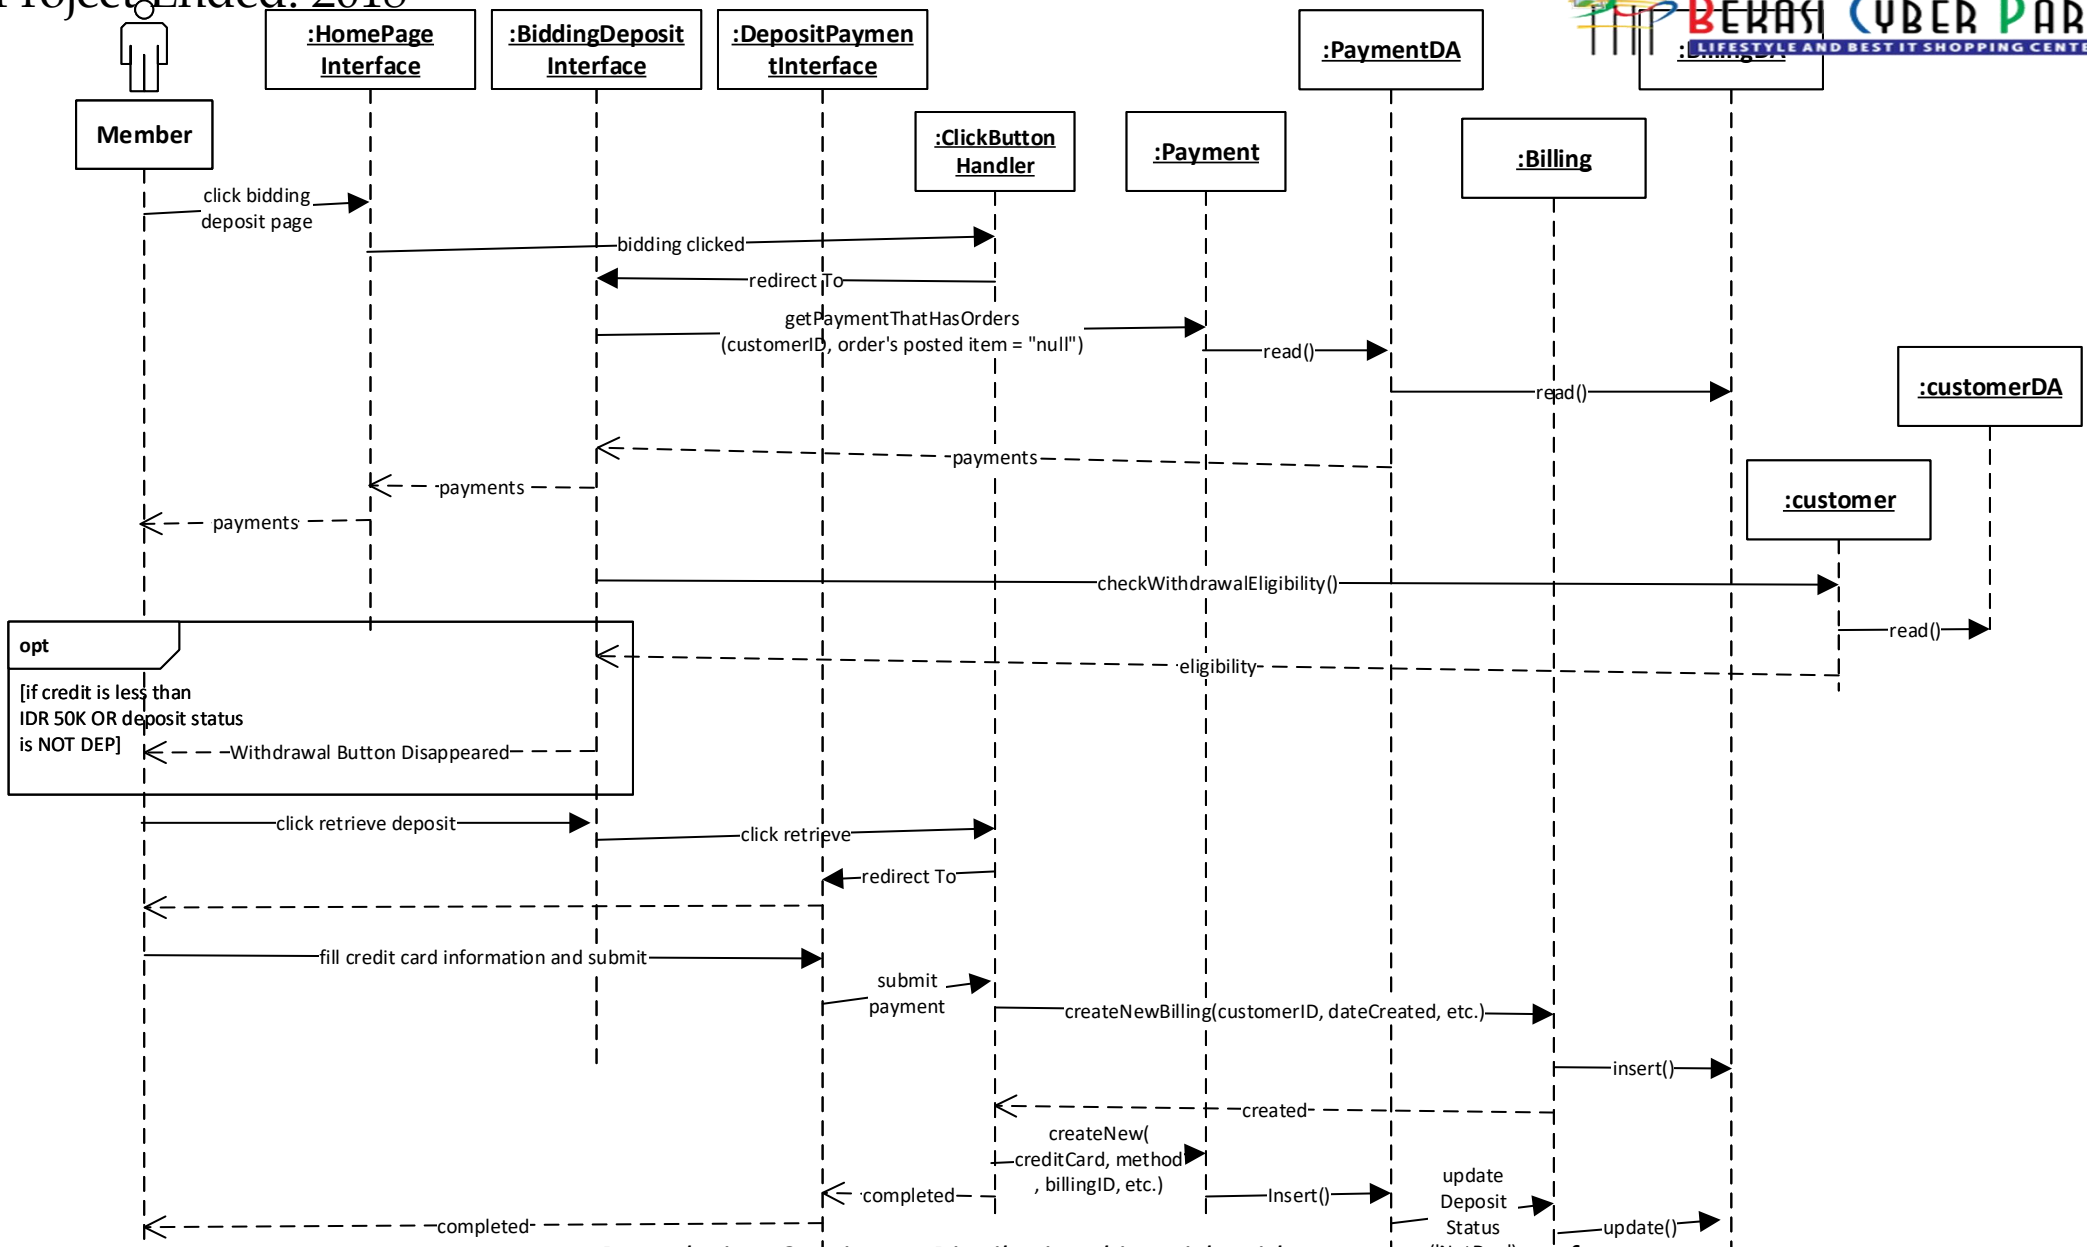 Project Ended: 2018
BEKASI CYBER PAR
LIFESTYLE AND BEST IT SHOPPING CENTE
:HomePage
Interface
:BiddingDeposit
Interface
:DepositPaymen
tInterface
:PaymentDA
:BillingDA
Member
:ClickButton
Handler
:Payment
:Billing
click bidding
deposit page
bidding clicked
redirect To
getPaymentThatHasOrders
(customerID, order's posted item = "null")
read()
read()
:customerDA
payments
payments
payments
:customer
checkWithdrawalEligibility()
read()
opt
eligibility
[if credit is less than
IDR 50K OR deposit status
is NOT DEP]
Withdrawal Button Disappeared
click retrieve deposit
click retrieve
redirect To
fill credit card information and submit
submit
payment
createNewBilling(customerID, dateCreated, etc.)
insert()
created
createNew(
creditCard, method
, billingID, etc.)
completed
Insert()
update
Deposit
Status
update()
completed